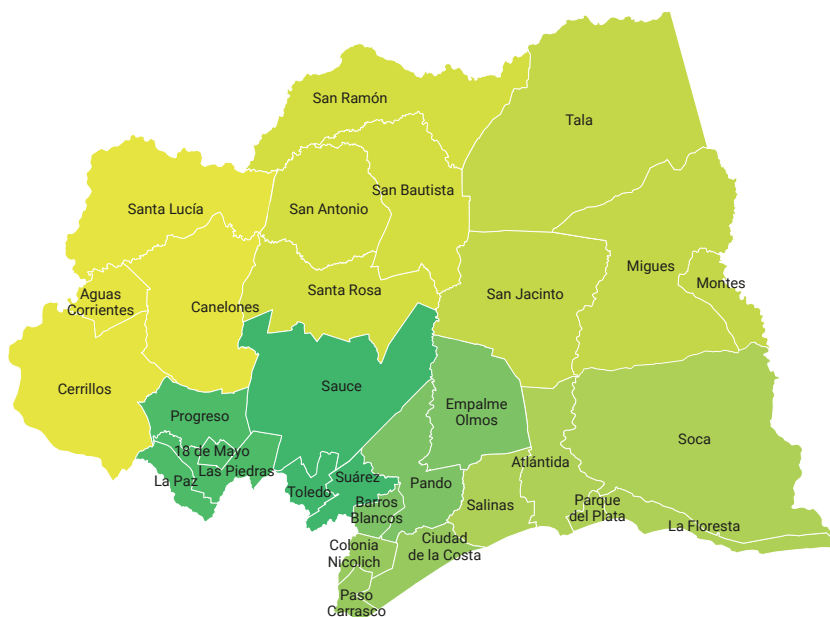 San Ramón
Tala
San Bautista
Santa Lucía
San Antonio
Migues
Montes
Aguas
Corrientes
Canelones
Santa Rosa
San Jacinto
Cerrillos
Sauce
Progreso
Empalme
Olmos
Soca
18 de Mayo
Las Piedras
La Paz
Atlántida
Suárez
Toledo
Pando
Barros
Blancos
Salinas
Parque
del Plata
La Floresta
Ciudad
de la Costa
Colonia
Nicolich
Paso
Carrasco